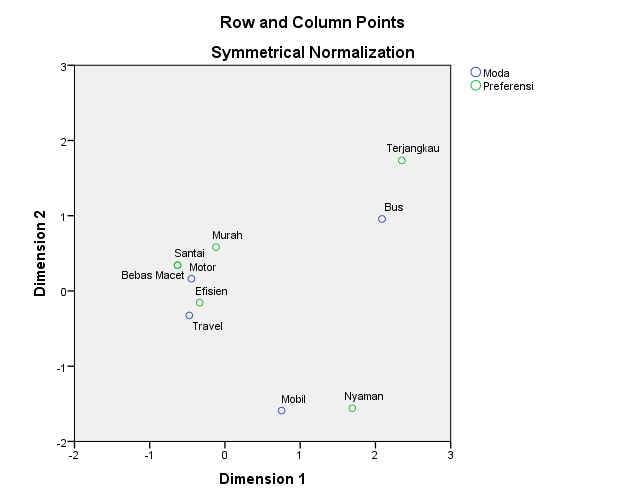 Row and Column Points
Symmetrical Normalization
Moda
Preferensi
Dimension 2
3
2
1
0
-1
-2
Terjangkau
Bus
Murah
Santai
Motor
Bebas Macet
Efisien
Travel
Mobil
Nyaman
-2
-1
0
1
2
3
Dimension 1